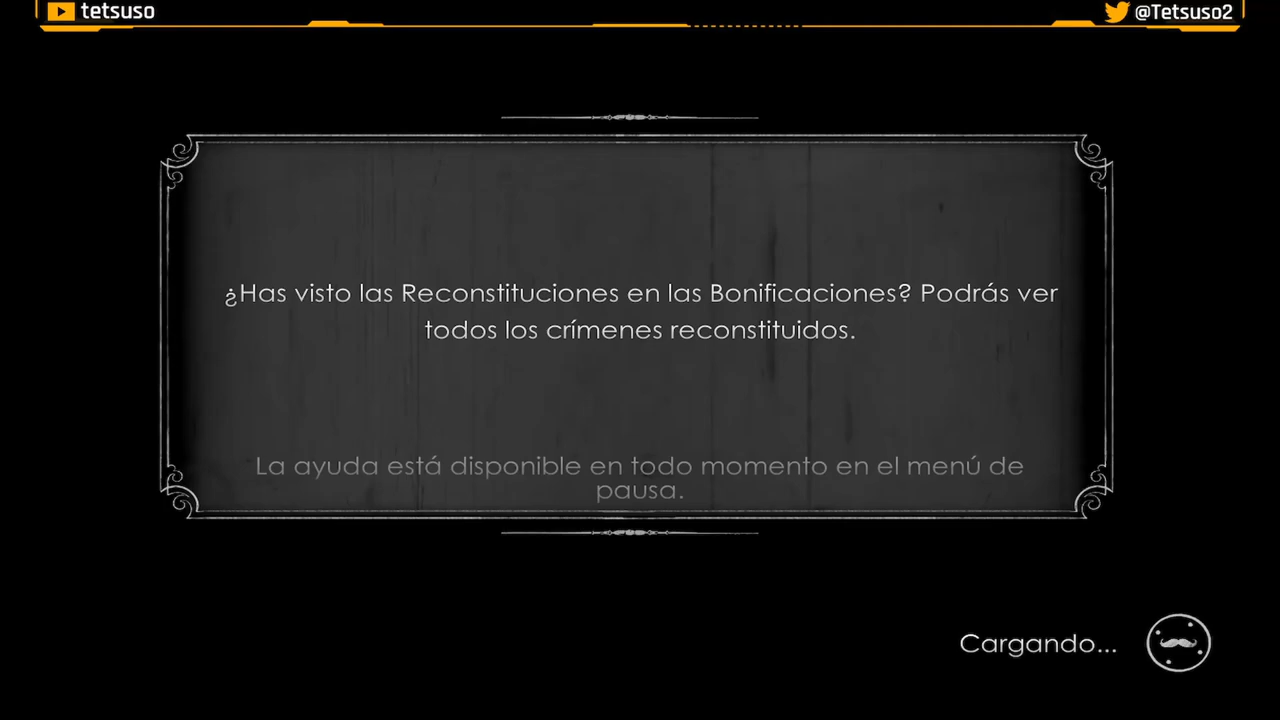 tetsuso
@Tetsuso2
¿Has visto las Reconstituciones en las Bonificaciones? Podrás ver
todos los crímenes reconstituidos.
La ayuda está disponible en todo momento en el menú de
pausa.
Cargando...